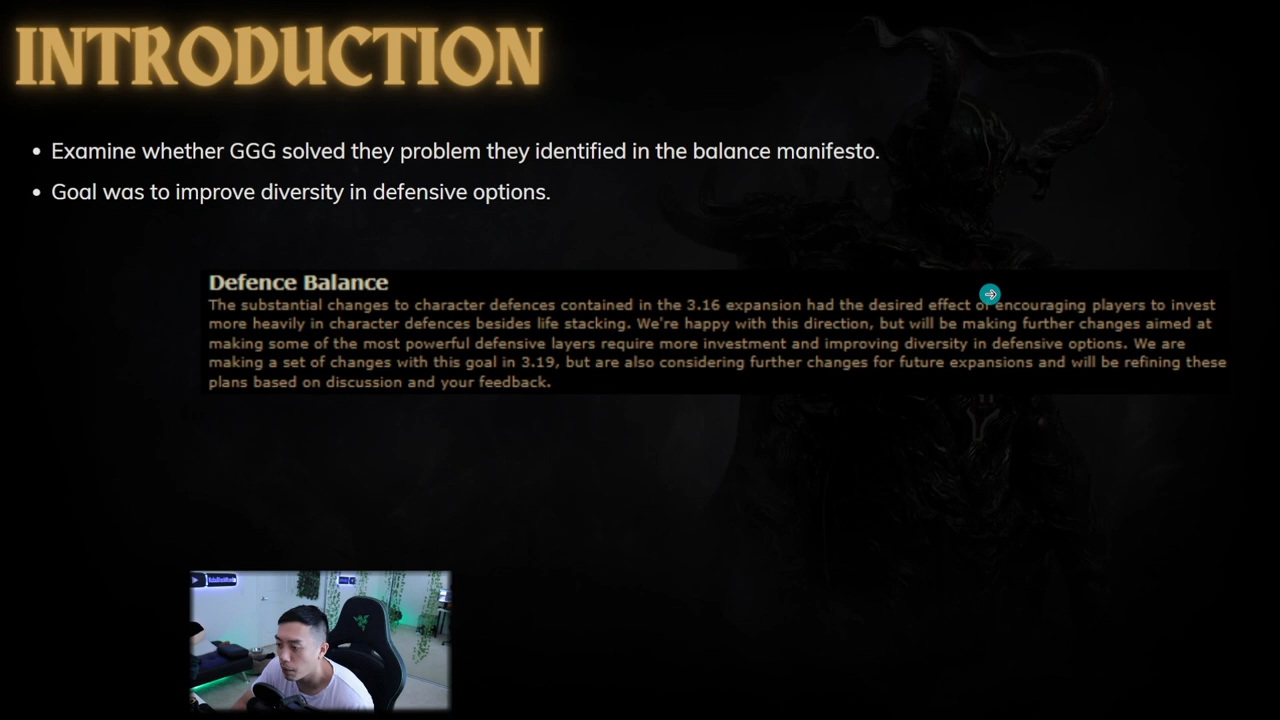 INTRODUCTION
• Examine whether GGG solved they problem they identified in the balance manifesto.
• Goal was to improve diversity in defensive options.
Defence Balance
The substantial changes to character defences contained in the 3.16 expansion had the desired effect of encouraging players to invest
more heavily in character defences besides life stacking. We're happy with this direction, but will be making further changes aimed at
making some of the most powerful defensive layers require more investment and improving diversity in defensive options. We are
making a set of changes with this goal in 3.19, but are also considering further changes for future expansions and will be refining these
plans based on discussion and your feedback.